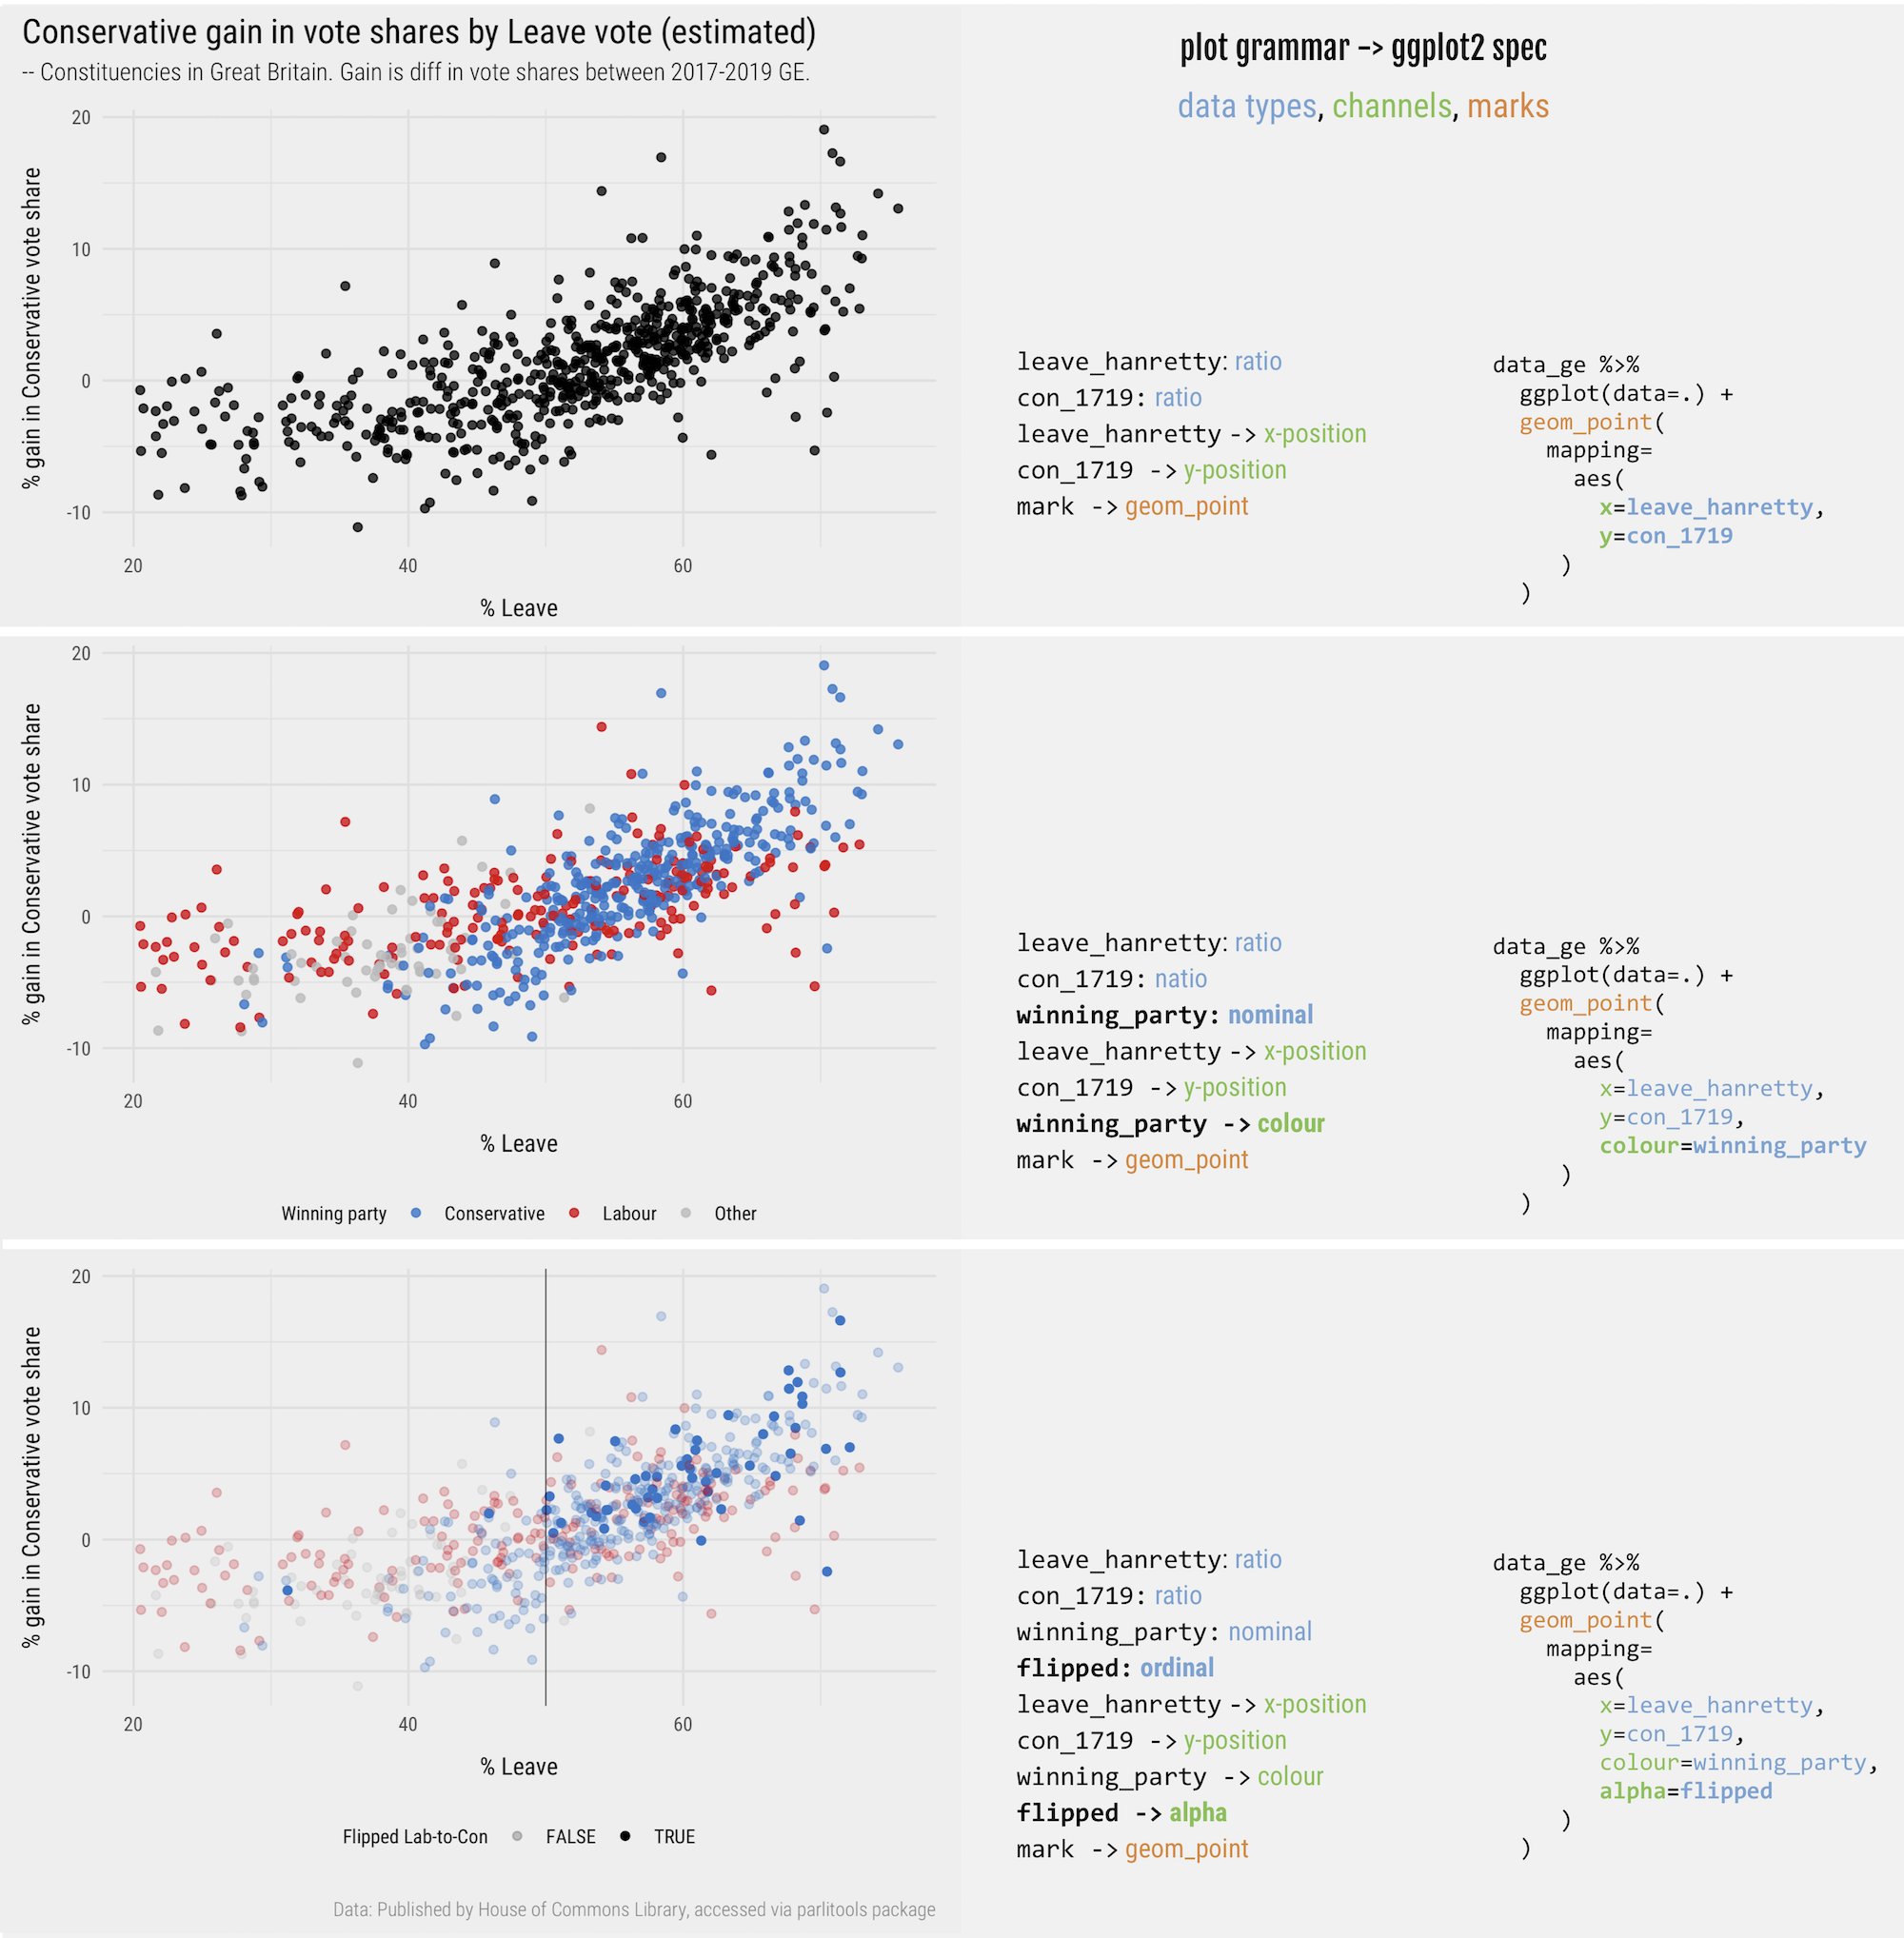 Conservative gain in vote shares by Leave vote (estimated)
-- Constituencies in Great Britain. Gain is diff in vote shares between 2017-2019 GE.
plot grammar -> ggplot2 spec
data types, channels, marks
% gain in Conservative vote share
20
10
0
-10
20
40
60
% Leave
leave_hanretty: ratio
con_1719: ratio
leave_hanretty -> x-position
con_1719 -> y-position
mark -> geom_point
data_ge %>%
ggplot(data=.) +
geom_point(
mapping=
aes(
x=leave_hanretty,
y=con_1719
)
)
% gain in Conservative vote share
20
10
0
-10
20
40
60
% Leave
Winning party
Conservative
Labour
Other
leave_hanretty: ratio
con_1719: natio
winning_party: nominal
leave_hanretty -> x-position
con_1719 -> y-position
winning_party -> colour
mark -> geom_point
data_ge %>%
ggplot(data=.) +
geom_point(
mapping=
aes(
x=leave_hanretty,
y=con_1719,
colour=winning_party
)
)
% gain in Conservative vote share
20
10
0
-10
20
40
60
% Leave
Flipped Lab-to-Con
FALSE
TRUE
Data: Published by House of Commons Library, accessed via parlitools package
leave_hanretty: ratio
con_1719: ratio
winning_party: nominal
flipped: ordinal
leave_hanretty -> x-position
con_1719 -> y-position
winning_party -> colour
flipped -> alpha
mark -> geom_point
data_ge %>%
ggplot(data=.) +
geom_point(
mapping=
aes(
x=leave_hanretty,
y=con_1719,
colour=winning_party,
alpha=flipped
)
)